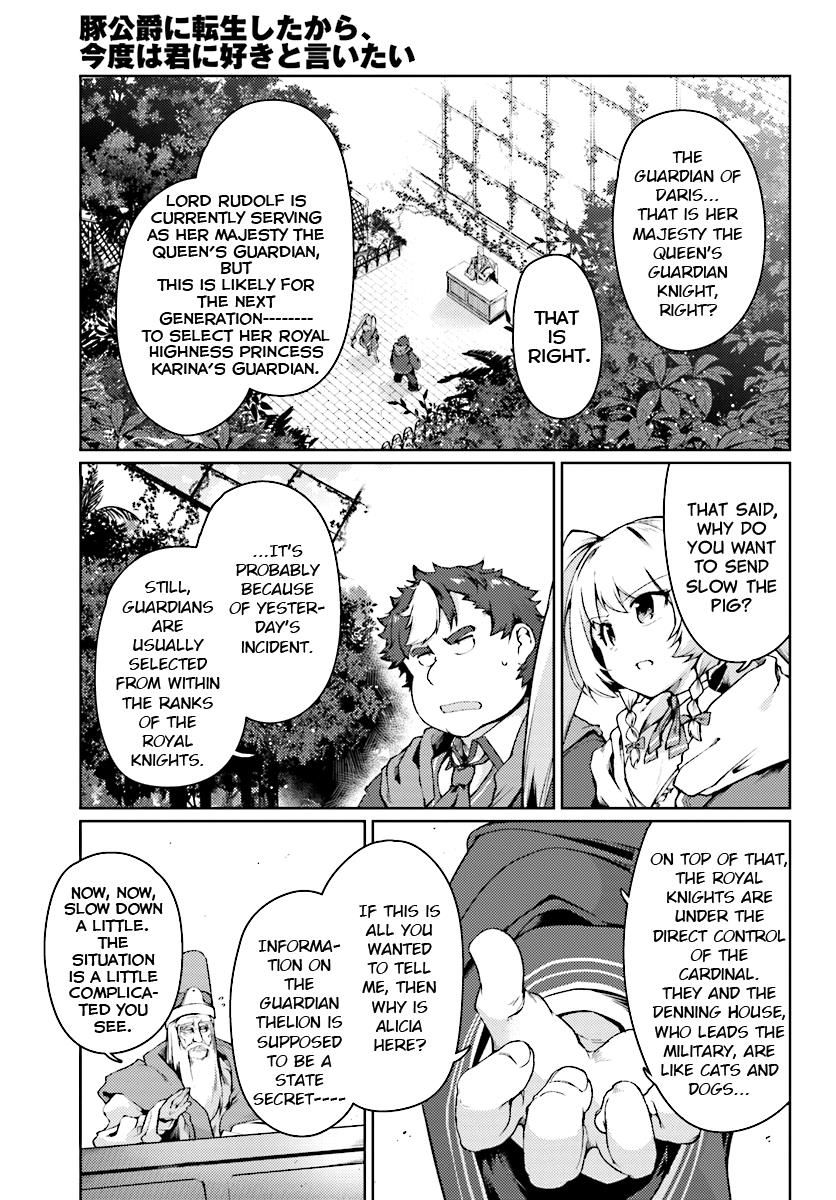 豚公爵に転生したから、
今度は君に好きと言いたい
THE
GUARDIAN OF
DARIS...
THAT IS HER
MAJESTY THE
QUEEN'S
GUARDIAN
KNIGHT,
RIGHT?
THAT
IS
RIGHT.
LORD RUDOLF IS
CURRENTLY SERVING
AS HER MAJESTY THE
QUEEN'S GUARDIAN,
BUT
THIS IS LIKELY FOR
THE NEXT
GENERATION--------
TO SELECT HER ROYAL
HIGHNESS PRINCESS
KARINA'S GUARDIAN.
THAT SAID,
WHY DO
YOU WANT
TO SEND
SLOW THE
PIG?
...IT'S
PROBABLY
BECAUSE
OF YESTER-
DAY'S
INCIDENT.
STILL,
GUARDIANS
ARE
USUALLY
SELECTED
FROM WITHIN
THE RANKS
OF THE
ROYAL
KNIGHTS.
ON TOP OF THAT,
THE ROYAL
KNIGHTS ARE
UNDER THE
DIRECT CONTROL
OF THE
CARDINAL.
THEY AND THE
DENNING HOUSE,
WHO LEADS THE
MILITARY, ARE
LIKE CATS AND
DOGS...
IF THIS IS
ALL YOU
WANTED
TO TELL
ME, THEN
WHY IS
ALICIA
HERE?
INFORMA-
TION ON
THE
GUARDIAN
THELION IS
SUPPOSED
TO BE A
STATE
SECRET----
NOW, NOW,
SLOW DOWN
A LITTLE.
THE
SITUATION
IS A LITTLE
COMPLICA-
TED YOU
SEE.